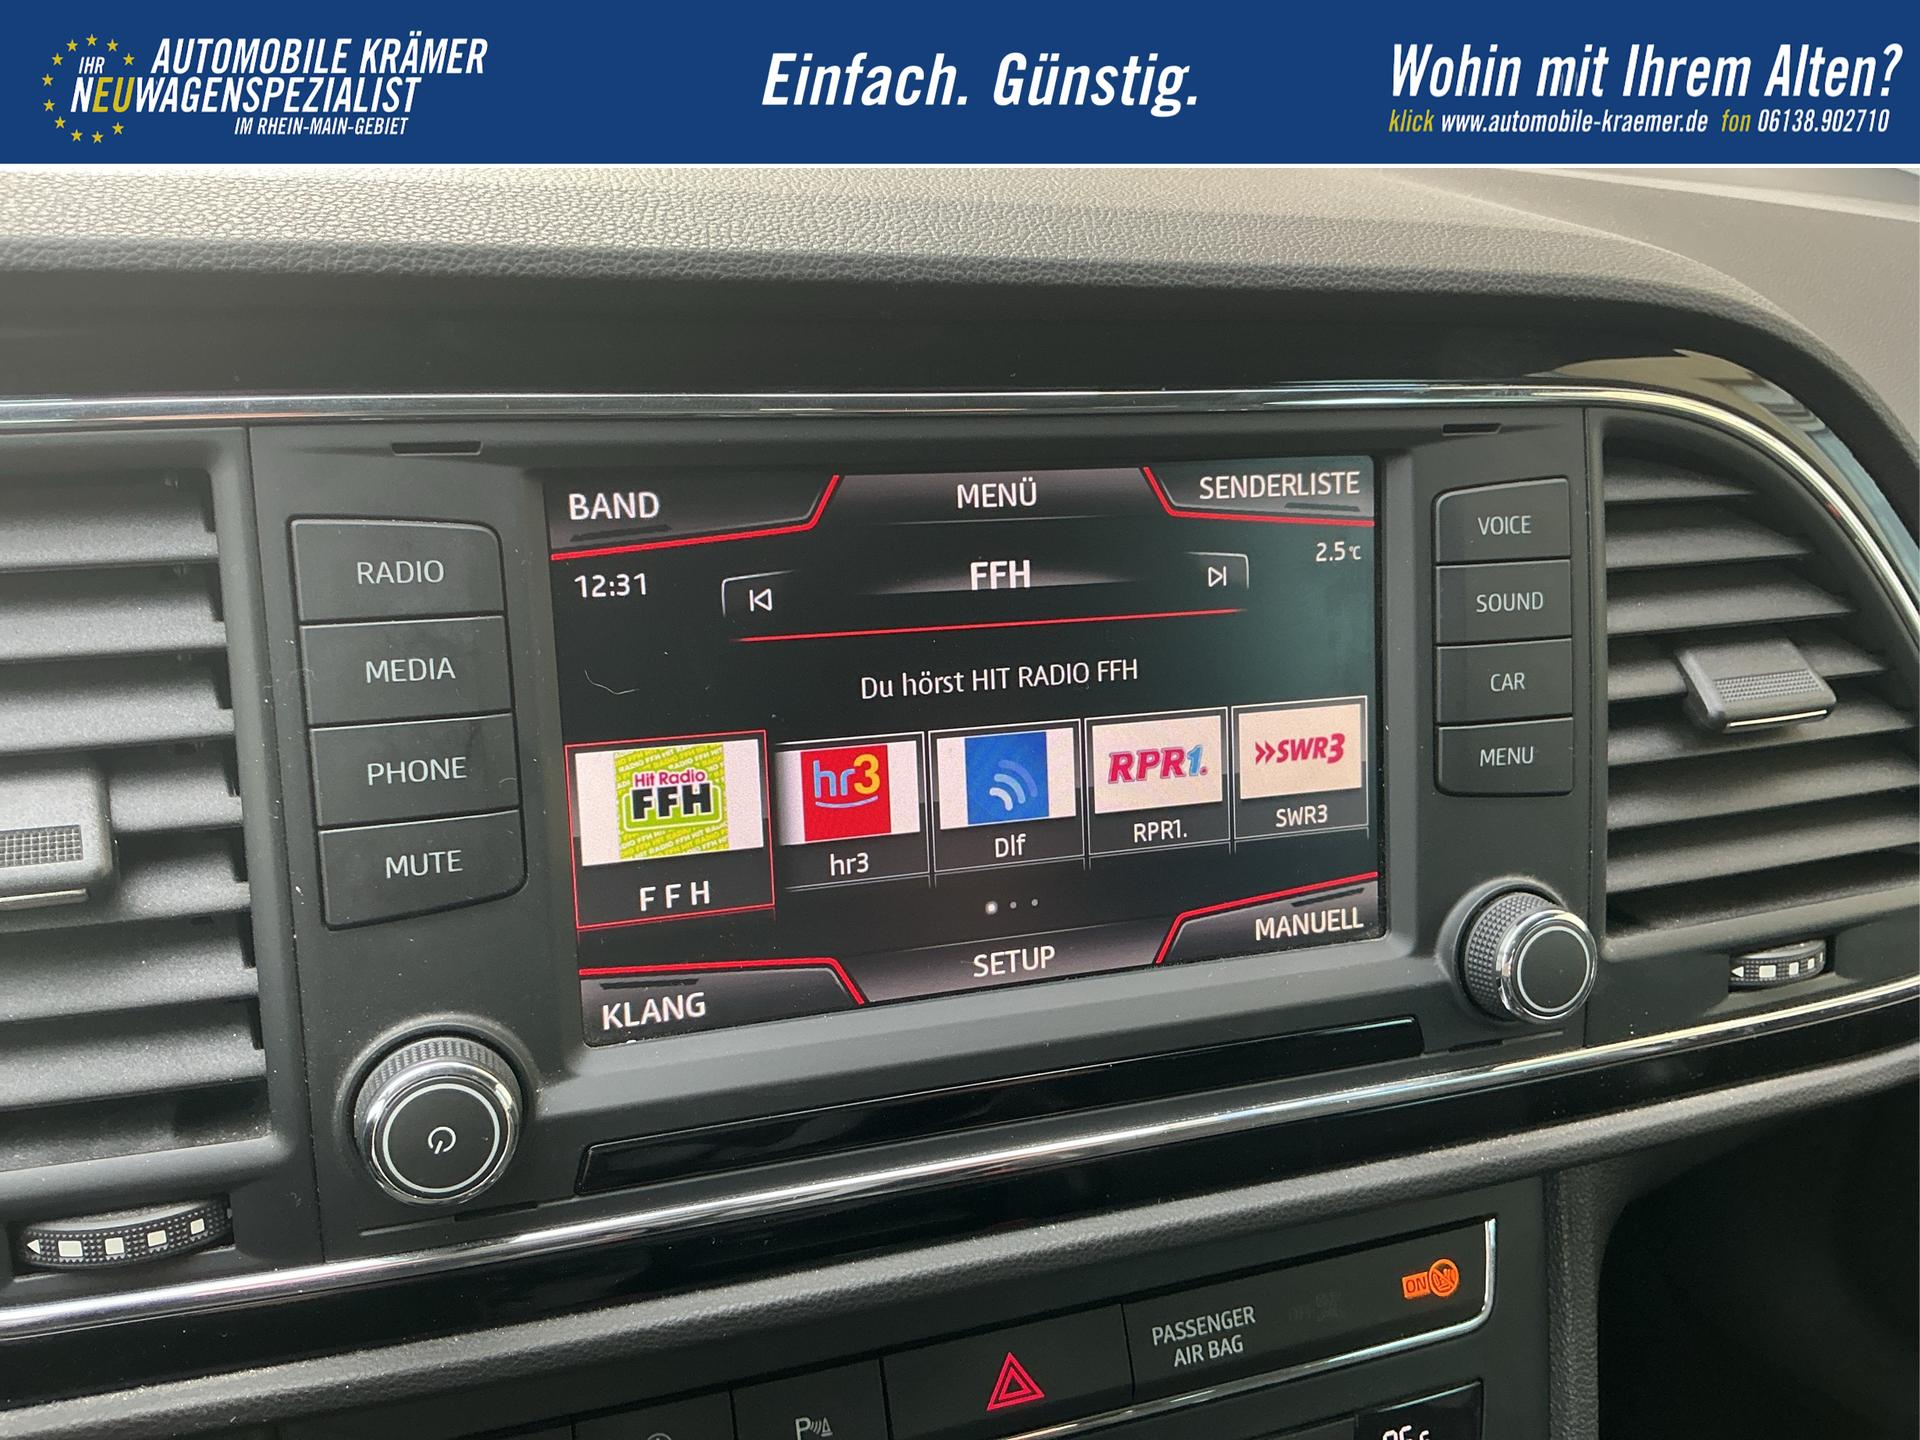 IHR
AUTOMOBILE KRÄMER
NEUWAGENSPEZIALIST
IM RHEIN-MAIN-GEBIET
Einfach. Günstig.
Wohin mit Ihrem Alten?
klick www.automobile-kraemer.de fon 06138.902710
RADIO
MEDIA
PHONE
MUTE
BAND
MENÜ
SENDERLISTE
12:31
FFH
2.5°C
Du hörst HIT RADIO FFH
Hit Radio
FFH
hr3
RPR1.
»SWR3
FFH
hr3
Dlf
RPR1.
SWR3
KLANG
SETUP
MANUELL
VOICE
SOUND
CAR
MENU
PASSENGER
AIR BAG
ON
P